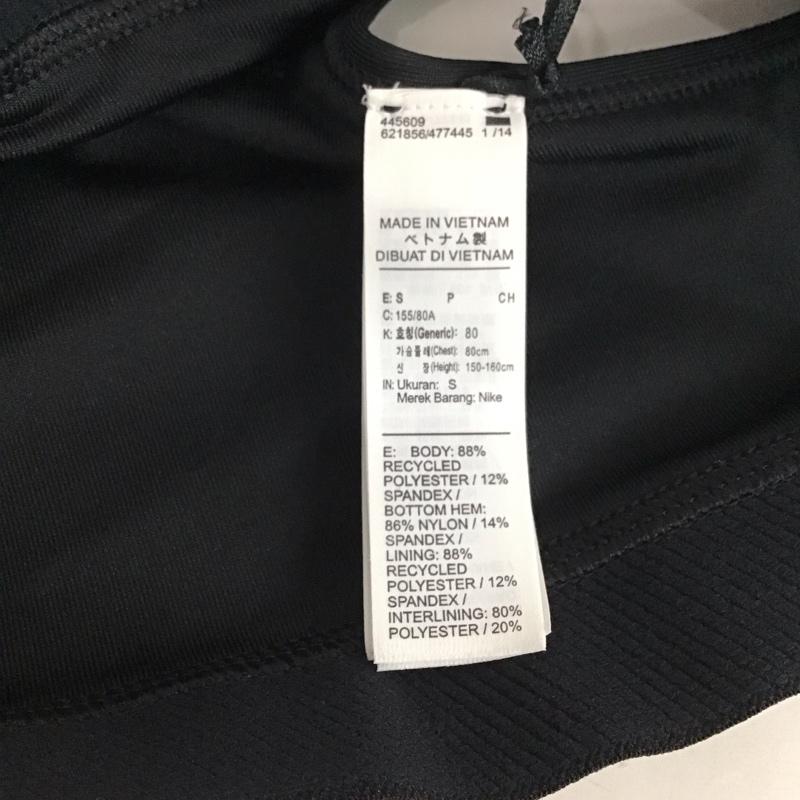 445609
621856/477445 1 /14
MADE IN VIETNAM
ベトナム製
DIBUAT DI VIETNAM
E: S P CH
C: 155/80A
K: 호칭(Generic): 80
가슴둘레(Chest): 80cm
신 장(Height): 150-160cm
IN: Ukuran: S
Merek Barang: Nike
E: BODY: 88%
RECYCLED
POLYESTER / 12%
SPANDEX /
BOTTOM HEM:
86% NYLON / 14%
SPANDEX /
LINING: 88%
RECYCLED
POLYESTER / 12%
SPANDEX /
INTERLINING: 80%
POLYESTER / 20%